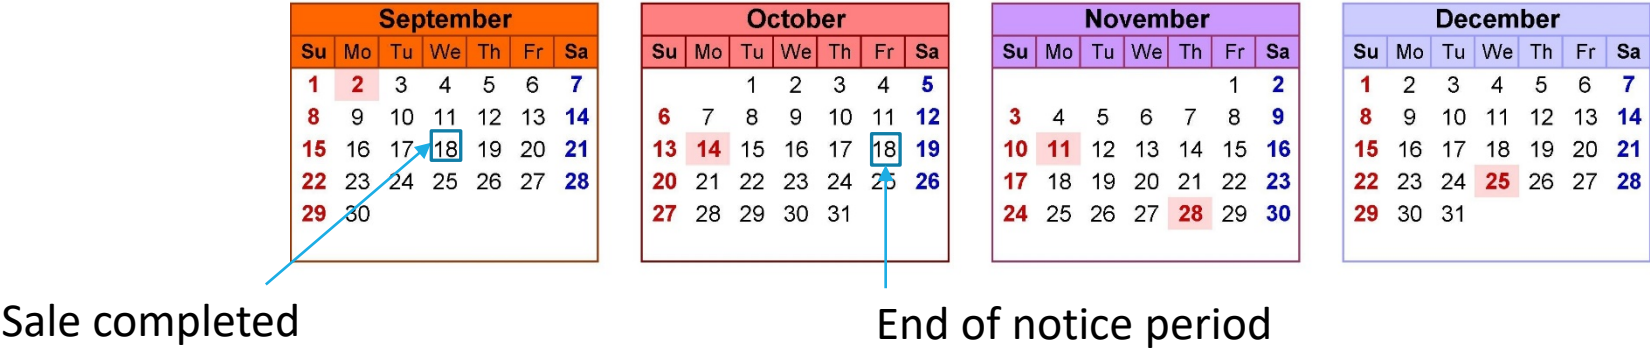 September October November December
Su Mo Tu We Th Fr Sa Su Mo Tu We Th Fr Sa Su Mo Tu We Th Fr Sa Su Mo Tu We Th Fr Sa
1 2 3 4 5 6 7 1 2 3 4 5 1 2 1 2 3 4 5 6 7
8 9 10 11 12 13 14 6 7 8 9 10 11 12 3 4 5 6 7 8 9 8 9 10 11 12 13 14
15 16 17 18 19 20 21 13 14 15 16 17 18 19 10 11 12 13 14 15 16 15 16 17 18 19 20 21
22 23 24 25 26 27 28 20 21 22 23 24 25 26 17 18 19 20 21 22 23 22 23 24 25 26 27 28
29 30 27 28 29 30 31 24 25 26 27 28 29 30 29 30 31
Sale completed End of notice period